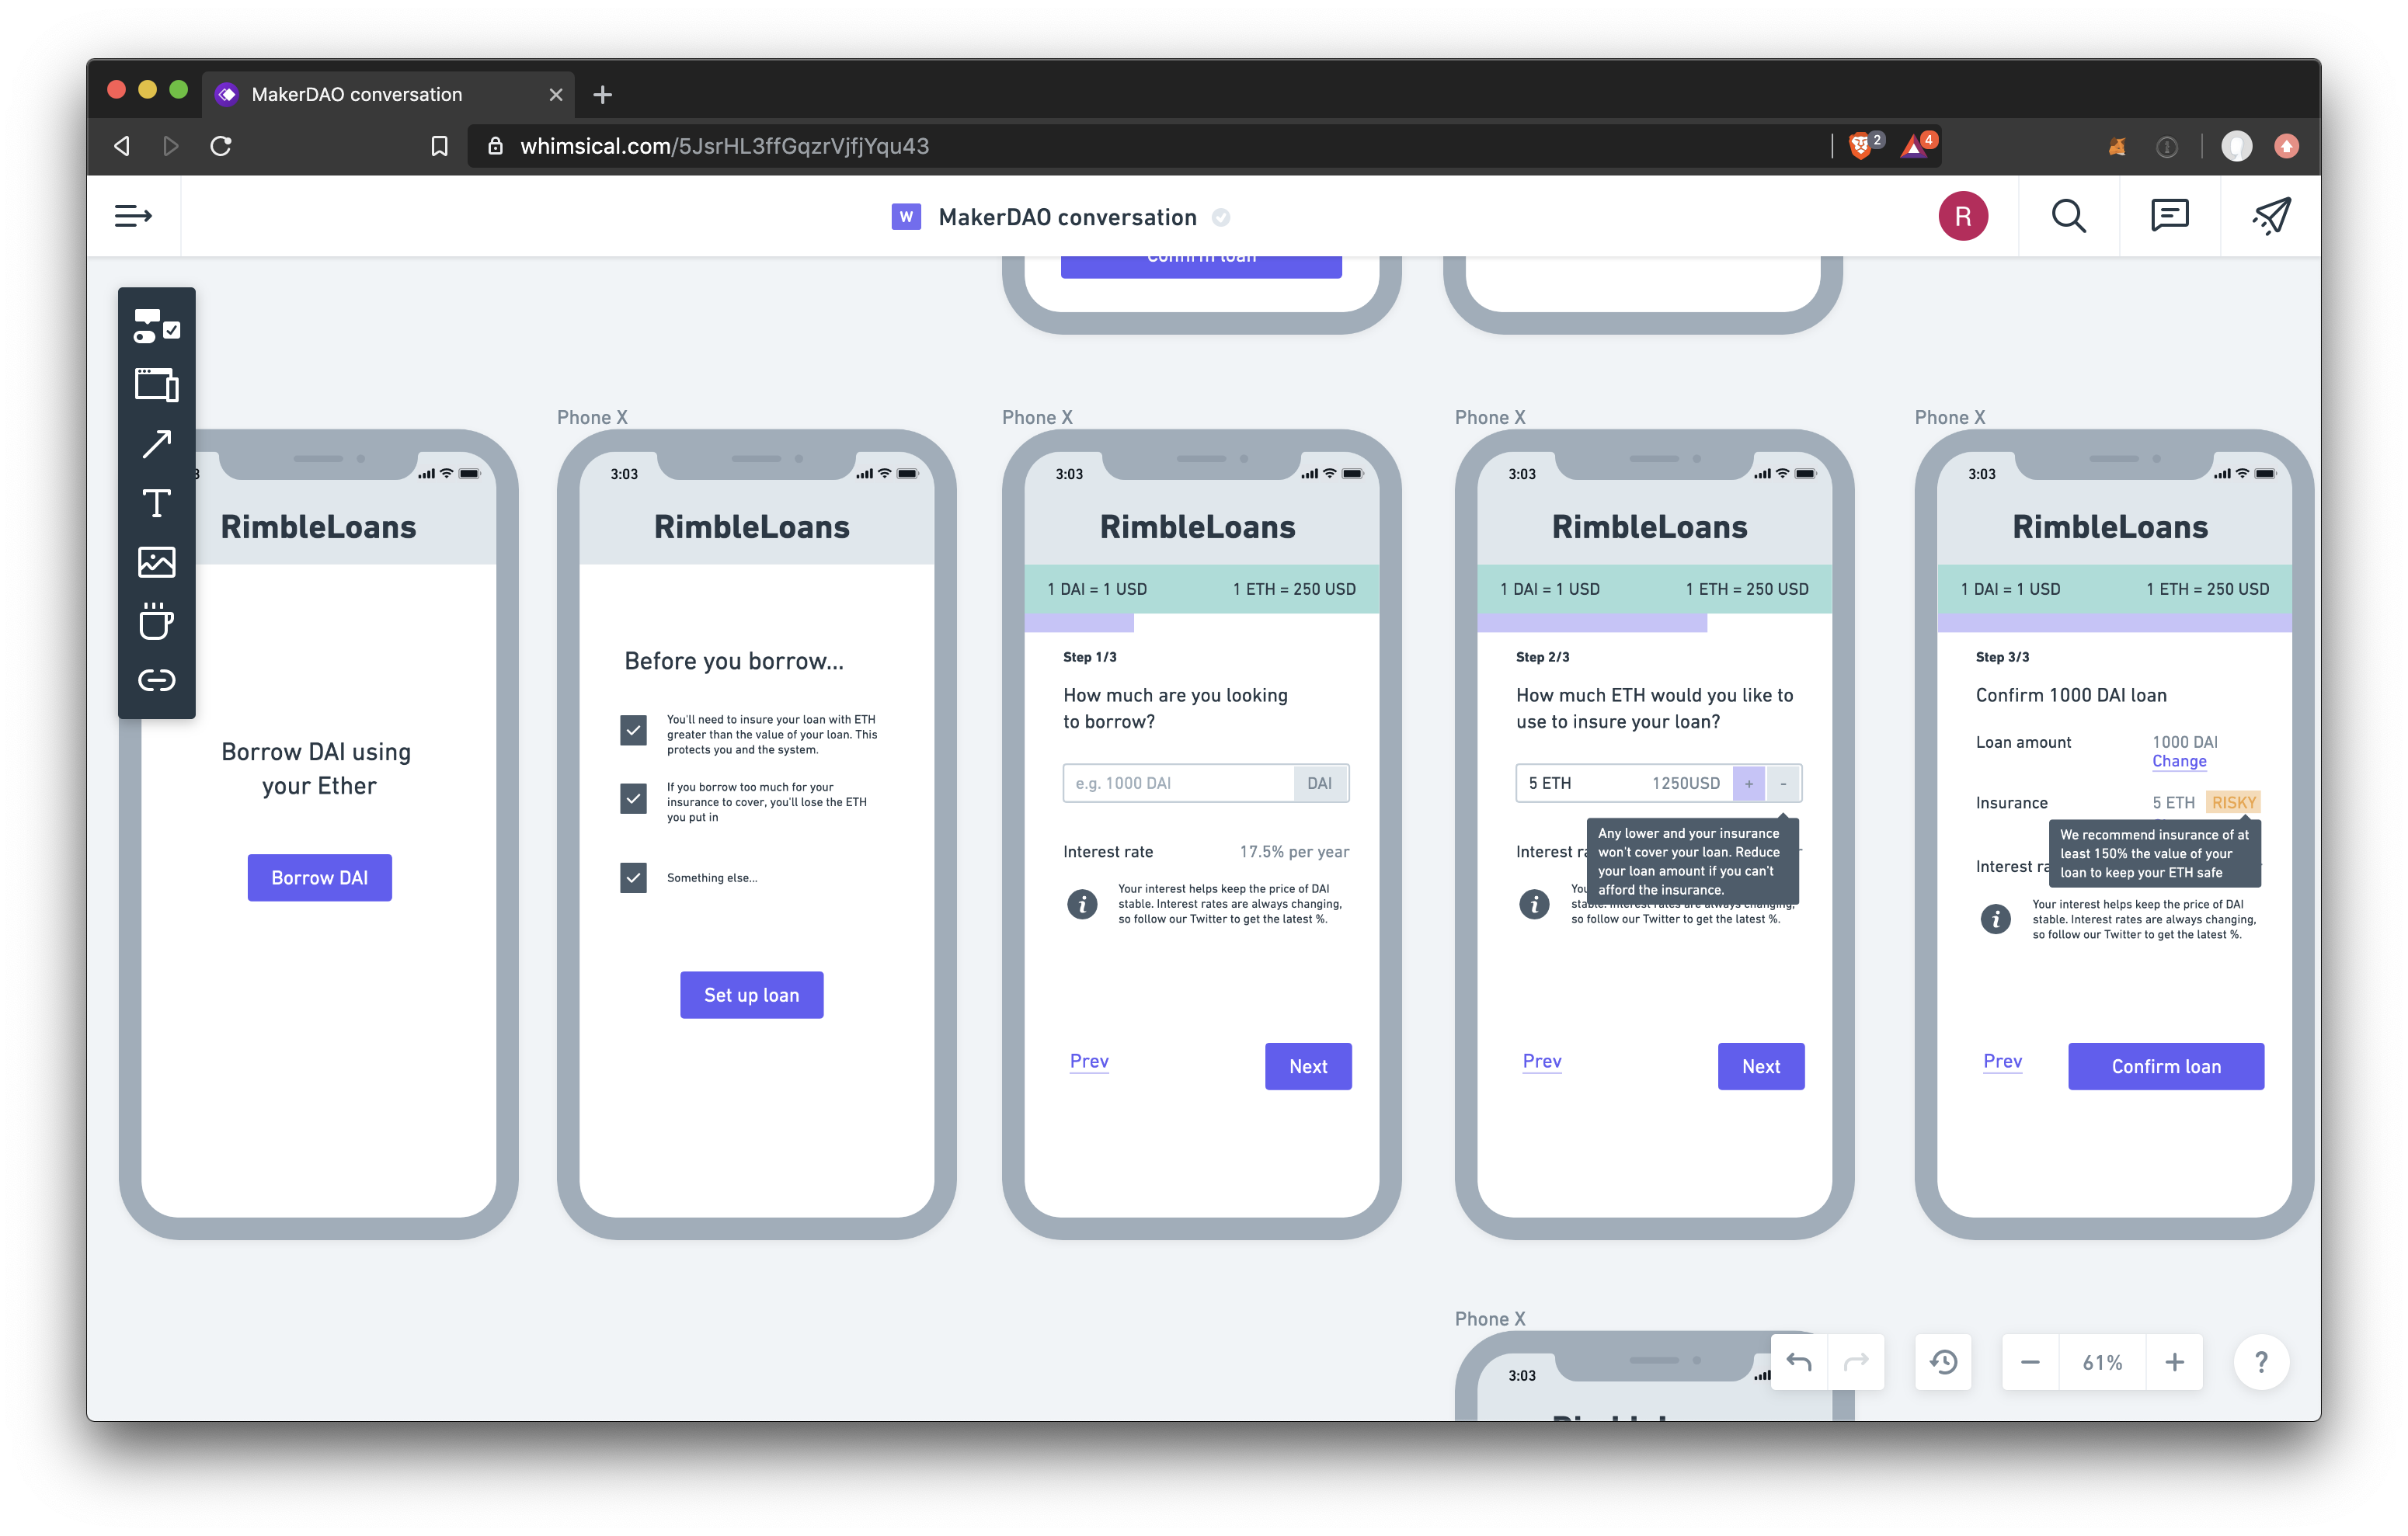 MakerDAO conversation
whimsical.com/5JsrHL3ffGqzrVjfjYqu43
2
4
W
MakerDAO conversation
R
Confirm loan
T
RimbleLoans
Borrow DAI using
your Ether
Borrow DAI
Phone X
3:03
RimbleLoans
Before you borrow...
You'll need to insure your loan with ETH
greater than the value of your loan. This
protects you and the system.
If you borrow too much for your
insurance to cover, you'll lose the ETH
you put in
Something else...
Set up loan
Phone X
3:03
RimbleLoans
1 DAI = 1 USD
1 ETH = 250 USD
Step 1/3
How much are you looking
to borrow?
e.g. 1000 DAI
DAI
Interest rate
17.5% per year
Your interest helps keep the price of DAI
stable. Interest rates are always changing,
so follow our Twitter to get the latest %.
Prev
Next
Phone X
3:03
RimbleLoans
1 DAI = 1 USD
1 ETH = 250 USD
Step 2/3
How much ETH would you like to
use to insure your loan?
5 ETH
1250USD
+
-
Any lower and your insurance
won't cover your loan. Reduce
your loan amount if you can't
afford the insurance.
Interest
stable. Interest rates are always changing,
so follow our Twitter to get the latest %.
Prev
Next
Phone X
3:03
RimbleLoans
1 DAI = 1 USD
1 ETH = 250 USD
Step 3/3
Confirm 1000 DAI loan
Loan amount
1000 DAI
Change
Insurance
5 ETH
RISKY
We recommend insurance of at
least 150% the value of your
loan to keep your ETH safe
Interest
Your interest helps keep the price of DAI
stable. Interest rates are always changing,
so follow our Twitter to get the latest %.
Prev
Confirm loan
Phone X
3:03
61%
?